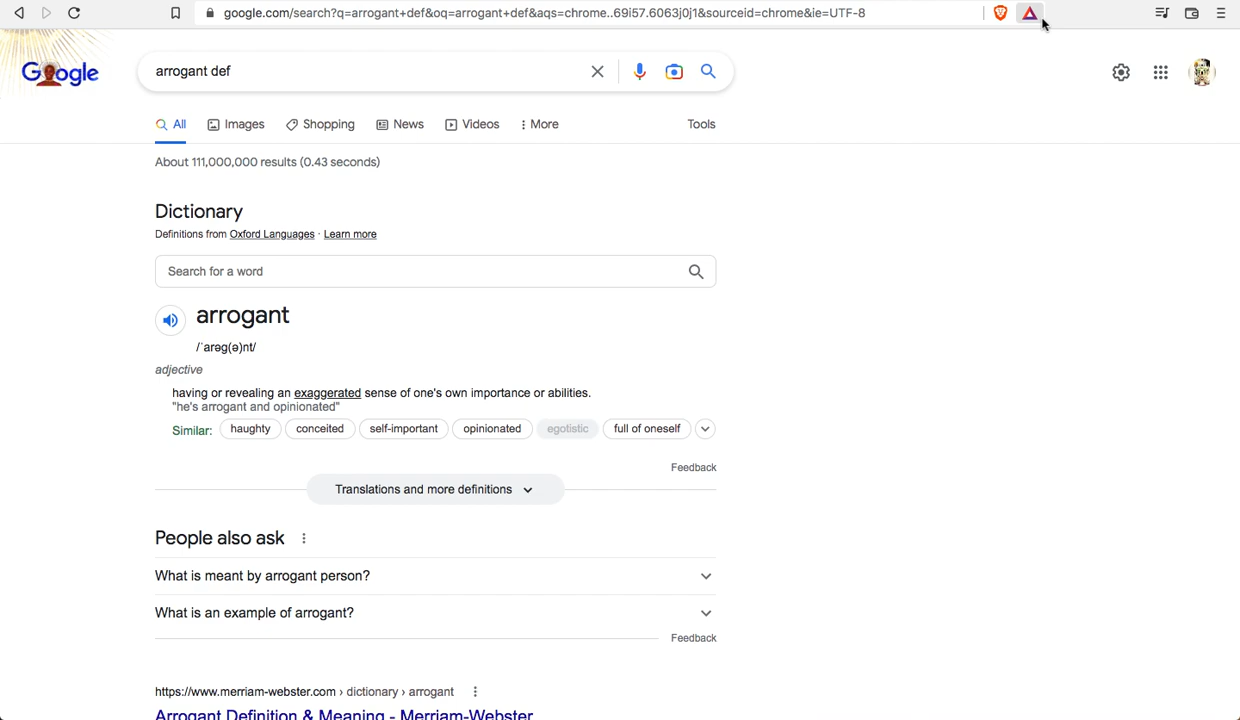 google.com/search?q=arrogant+def&oq=arrogant+def&aqs=chrome..69i57.6063j0j1&sourceid=chrome&ie=UTF-8
Google
arrogant def
All Images Shopping News Videos More Tools
About 111,000,000 results (0.43 seconds)
Dictionary
Definitions from Oxford Languages · Learn more
Search for a word
arrogant
/ˈarəɡ(ə)nt/
adjective
having or revealing an exaggerated sense of one's own importance or abilities.
"he's arrogant and opinionated"
Similar: haughty conceited self-important opinionated egotistic full of oneself
Feedback
Translations and more definitions
People also ask
What is meant by arrogant person?
What is an example of arrogant?
Feedback
https://www.merriam-webster.com › dictionary › arrogant
Arrogant Definition & Meaning - Merriam-Webster